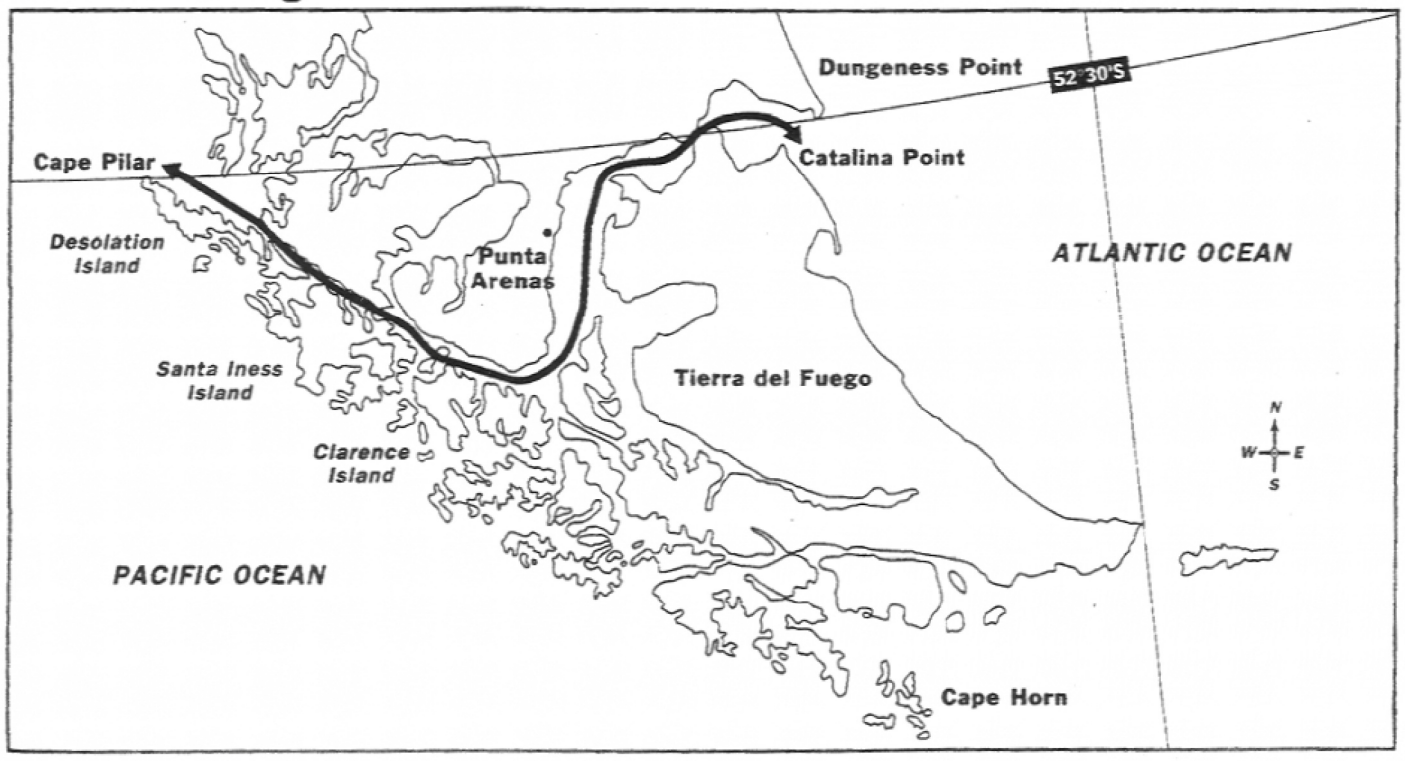 Dungeness Point
52°30'S
Cape Pilar
Catalina Point
Desolation
Island
Punta
Arenas
ATLANTIC OCEAN
Santa Iness
Island
Tierra del Fuego
N
W E
S
Clarence
Island
PACIFIC OCEAN
Cape Horn